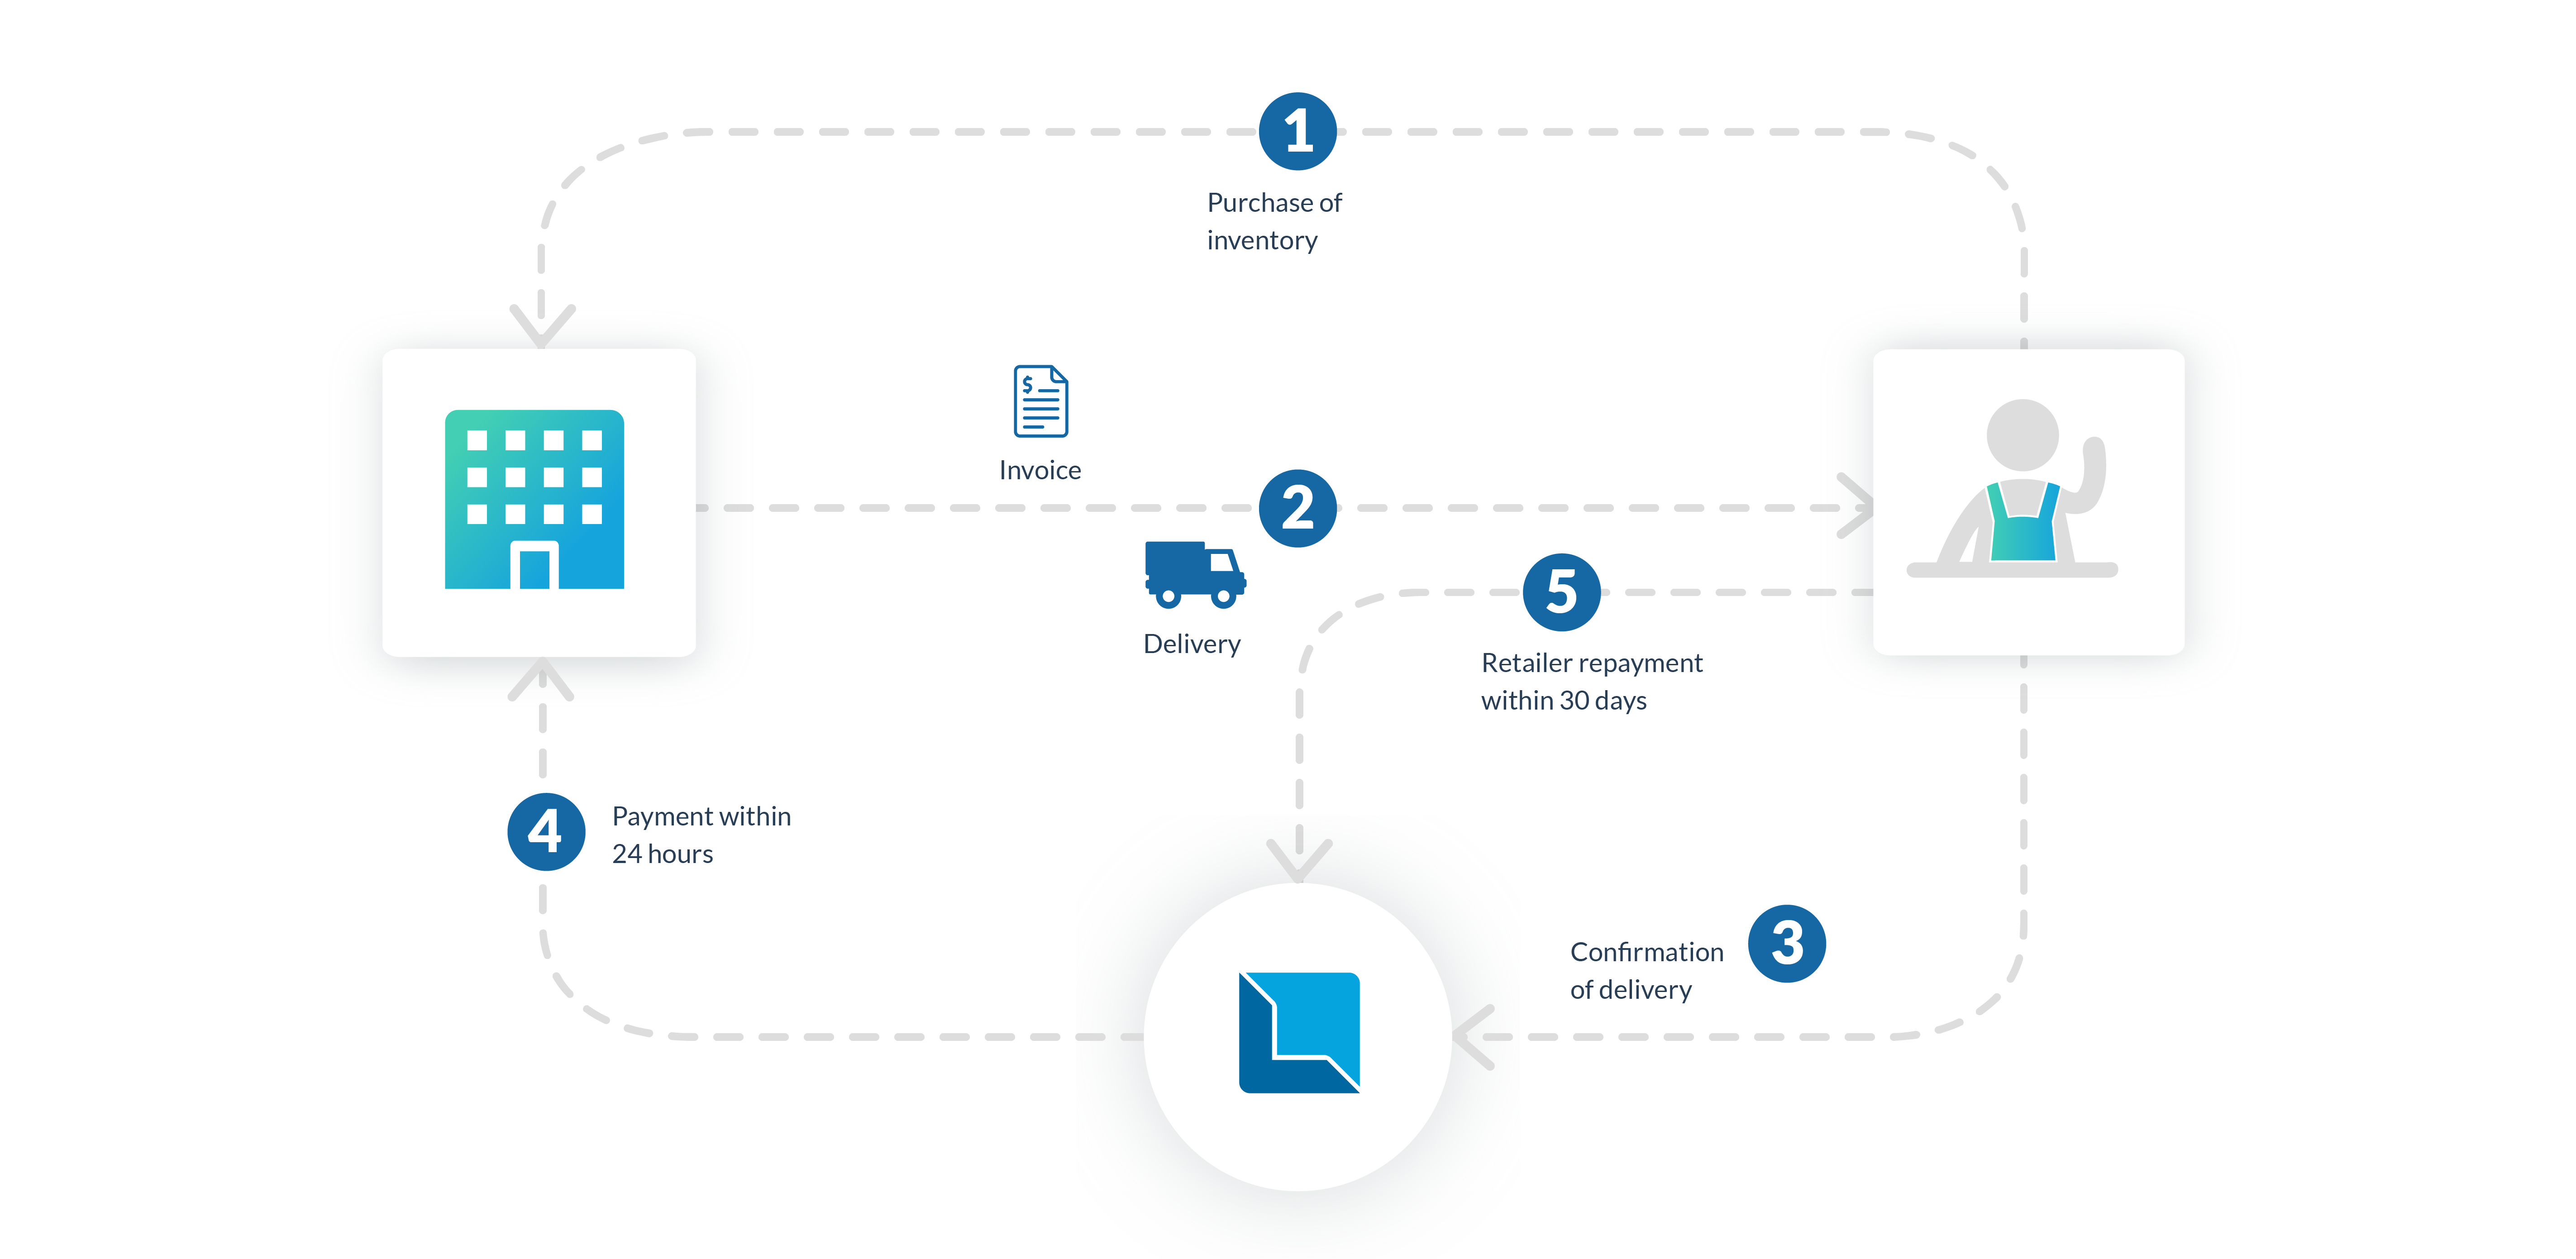 1
Purchase of
inventory
$
Invoice
2
Delivery
5
Retailer repayment
within 30 days
4
Payment within
24 hours
3
Confirmation
of delivery